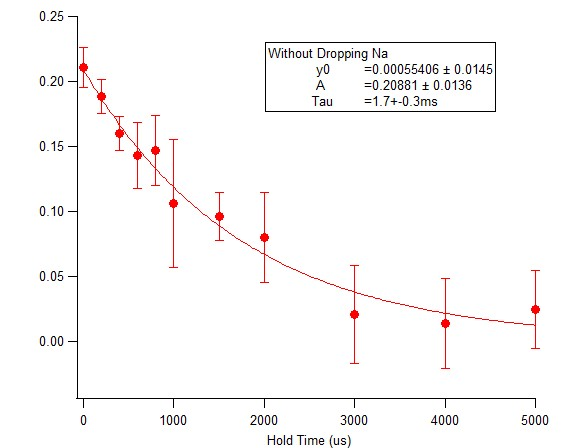 0.25
Without Dropping Na
y0 =0.00055406 ± 0.0145
A =0.20881 ± 0.0136
Tau =1.7+-0.3ms
0.20
0.15
0.10
0.05
0.00
0 1000 2000 3000 4000 5000
Hold Time (us)